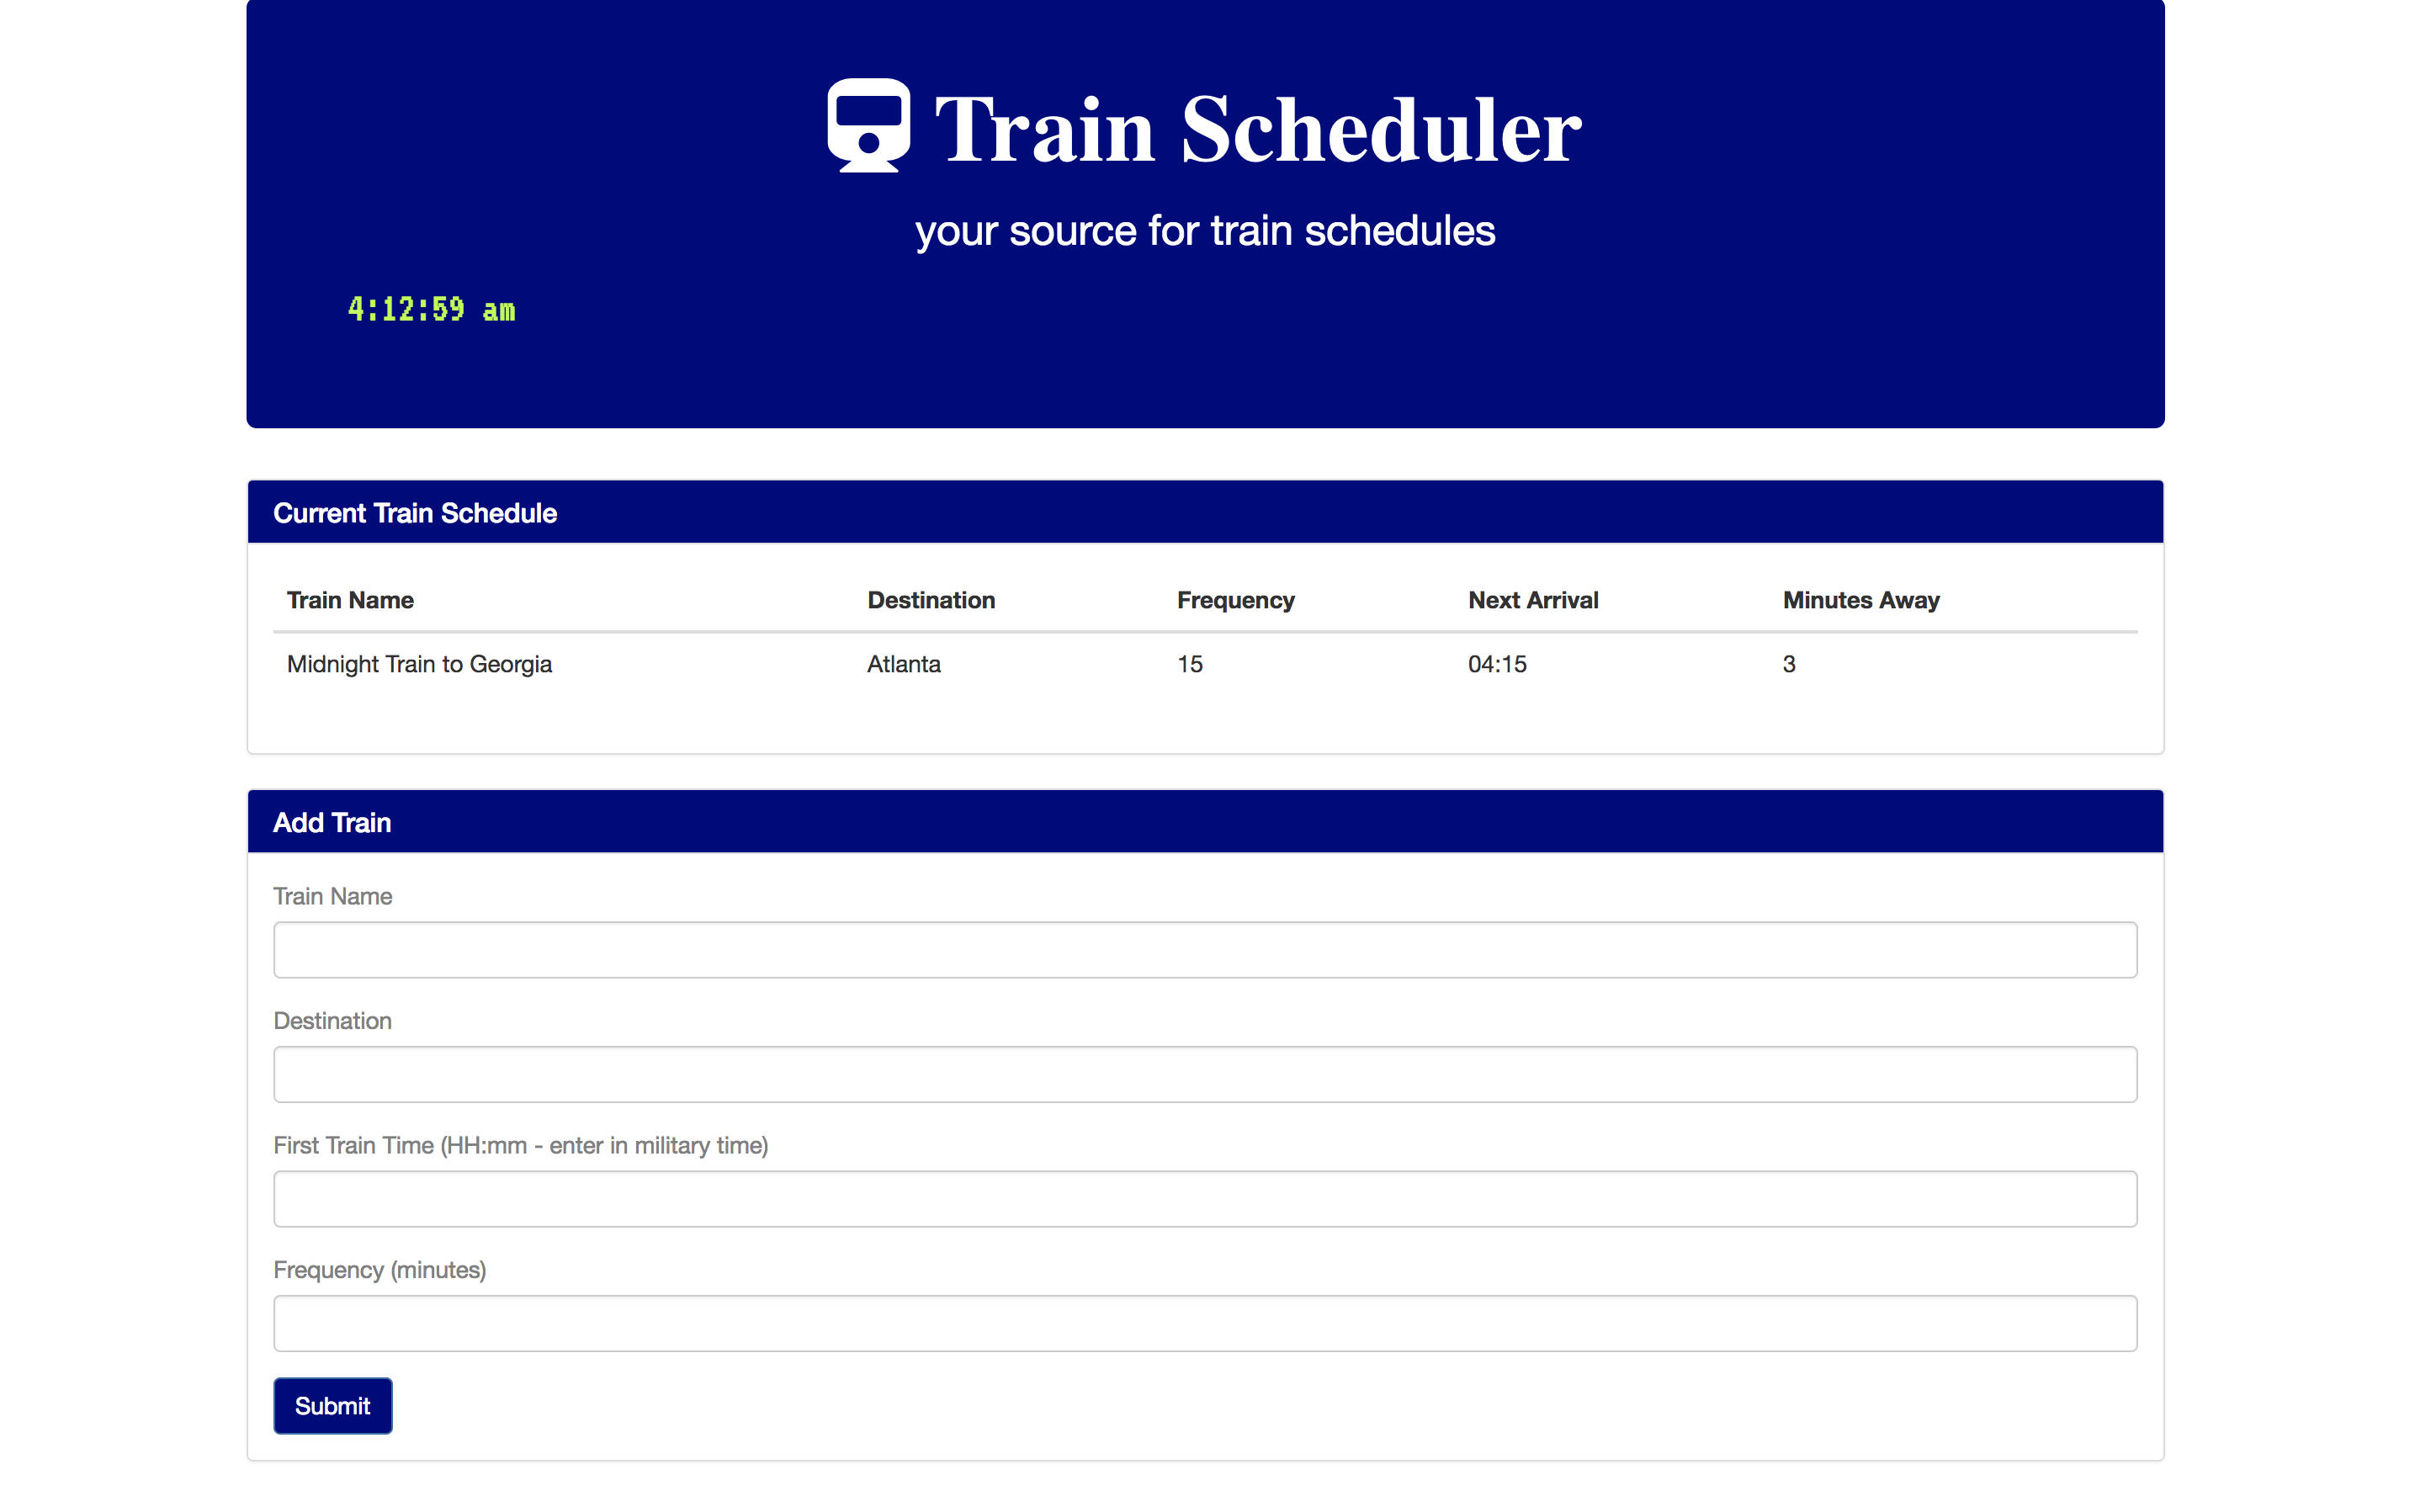 Train Scheduler
your source for train schedules
4:12:59 am
Current Train Schedule
Train Name Destination Frequency Next Arrival Minutes Away
Midnight Train to Georgia Atlanta 15 04:15 3
Add Train
Train Name
Destination
First Train Time (HH:mm - enter in military time)
Frequency (minutes)
Submit